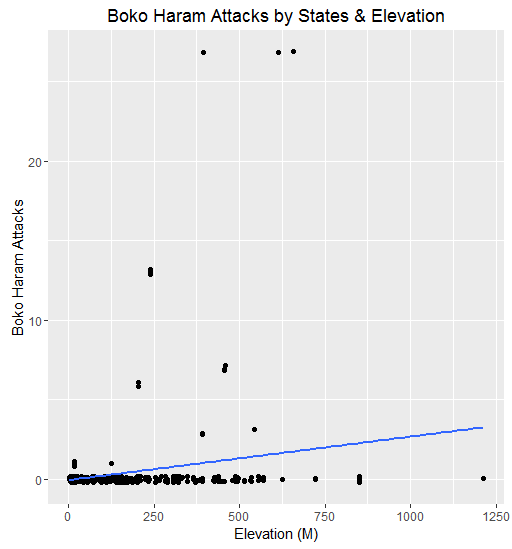 Boko Haram Attacks by States & Elevation
Boko Haram Attacks
20
10
0
0 250 500 750 1000 1250
Elevation (M)